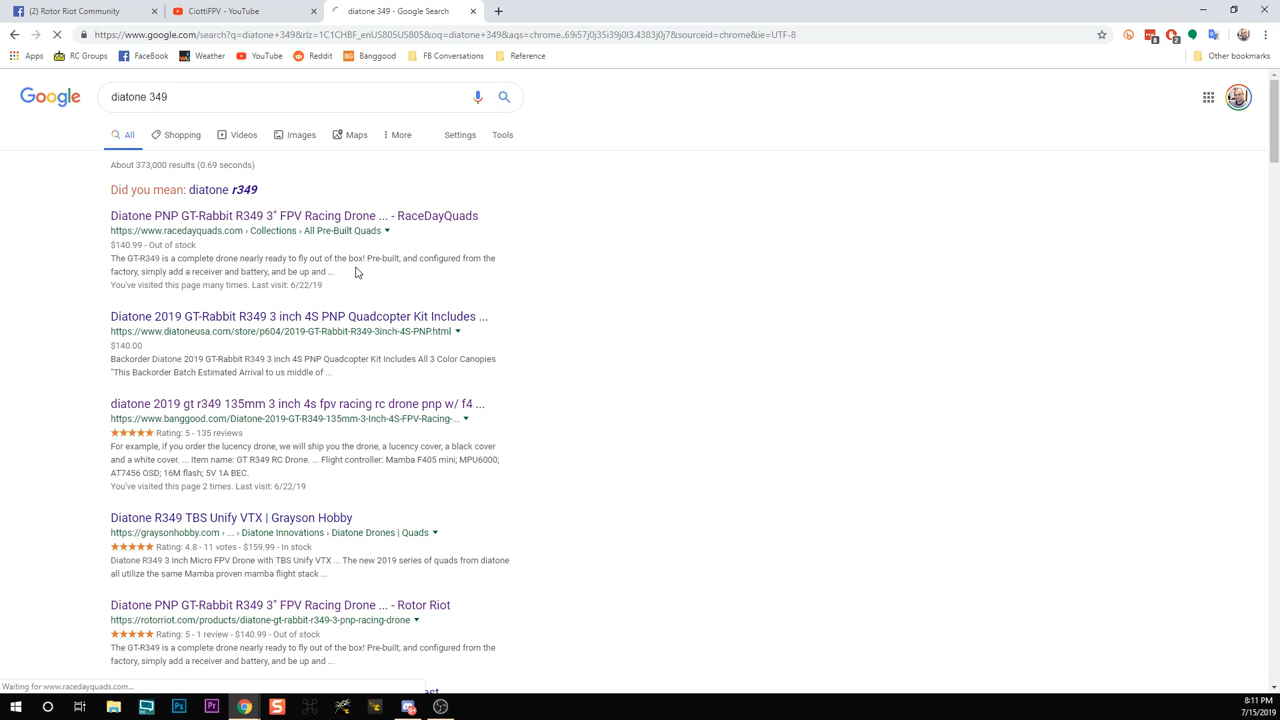 (2) Rotor Riot Community
CiottiFPV - YouTube
diatone 349 - Google Search
https://www.google.com/search?q=diatone+349&rlz=1C1CHBF_enUS805US805&oq=diatone+349&aqs=chrome..69i57j0j35i39j0l3.4383j0j7&sourceid=chrome&ie=UTF-8
Apps
RC Groups
FaceBook
Weather
YouTube
Reddit
Banggood
FB Conversations
Reference
Other bookmarks
Google
diatone 349
All
Shopping
Videos
Images
Maps
More
Settings
Tools
About 373,000 results (0.69 seconds)
Did you mean: diatone r349
Diatone PNP GT-Rabbit R349 3" FPV Racing Drone ... - RaceDayQuads
https://www.racedayquads.com › Collections › All Pre-Built Quads
$140.99 - Out of stock
The GT-R349 is a complete drone nearly ready to fly out of the box! Pre-built, and configured from the
factory, simply add a receiver and battery, and be up and ...
You've visited this page many times. Last visit: 6/22/19
Diatone 2019 GT-Rabbit R349 3 inch 4S PNP Quadcopter Kit Includes ...
https://www.diatoneusa.com/store/p604/2019-GT-Rabbit-R349-3inch-4S-PNP.html
$140.00
Backorder Diatone 2019 GT-Rabbit R349 3 inch 4S PNP Quadcopter Kit Includes All 3 Color Canopies
"This Backorder Batch Estimated Arrival to us middle of ...
diatone 2019 gt r349 135mm 3 inch 4s fpv racing rc drone pnp w/ f4 ...
https://www.banggood.com/Diatone-2019-GT-R349-135mm-3-Inch-4S-FPV-Racing-...
Rating: 5 - 135 reviews
For example, if you order the lucency drone, we will ship you the drone, a lucency cover, a black cover
and a white cover. ... Item name: GT R349 RC Drone. ... Flight controller: Mamba F405 mini; MPU6000;
AT7456 OSD; 16M flash; 5V 1A BEC.
You've visited this page 2 times. Last visit: 6/22/19
Diatone R349 TBS Unify VTX | Grayson Hobby
https://graysonhobby.com › ... › Diatone Innovations › Diatone Drones | Quads
Rating: 4.8 - 11 votes - $159.99 - In stock
Diatone R349 3 Inch Micro FPV Drone with TBS Unify VTX ... The new 2019 series of quads from diatone
all utilize the same Mamba proven mamba flight stack ...
Diatone PNP GT-Rabbit R349 3" FPV Racing Drone ... - Rotor Riot
https://rotorriot.com/products/diatone-gt-rabbit-r349-3-pnp-racing-drone
Rating: 5 - 1 review - $140.99 - Out of stock
The GT-R349 is a complete drone nearly ready to fly out of the box! Pre-built, and configured from the
factory, simply add a receiver and battery, and be up and ...
Waiting for www.racedayquads.com...
8:11 PM
7/15/2019